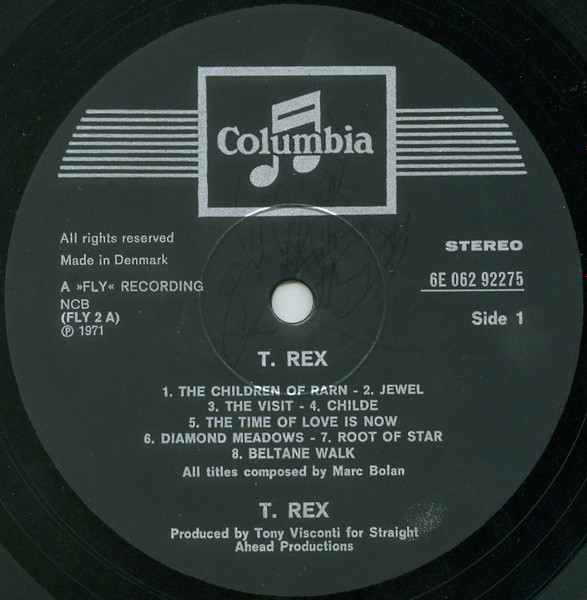 Columbia
All rights reserved
Made in Denmark
A »FLY« RECORDING
NCB
(FLY 2 A)
℗ 1971
STEREO
6E 062 92275
Side 1
T. REX
1. THE CHILDREN OF RARN - 2. JEWEL
3. THE VISIT - 4. CHILDE
5. THE TIME OF LOVE IS NOW
6. DIAMOND MEADOWS - 7. ROOT OF STAR
8. BELTANE WALK
All titles composed by Marc Bolan
T. REX
Produced by Tony Visconti for Straight
Ahead Productions